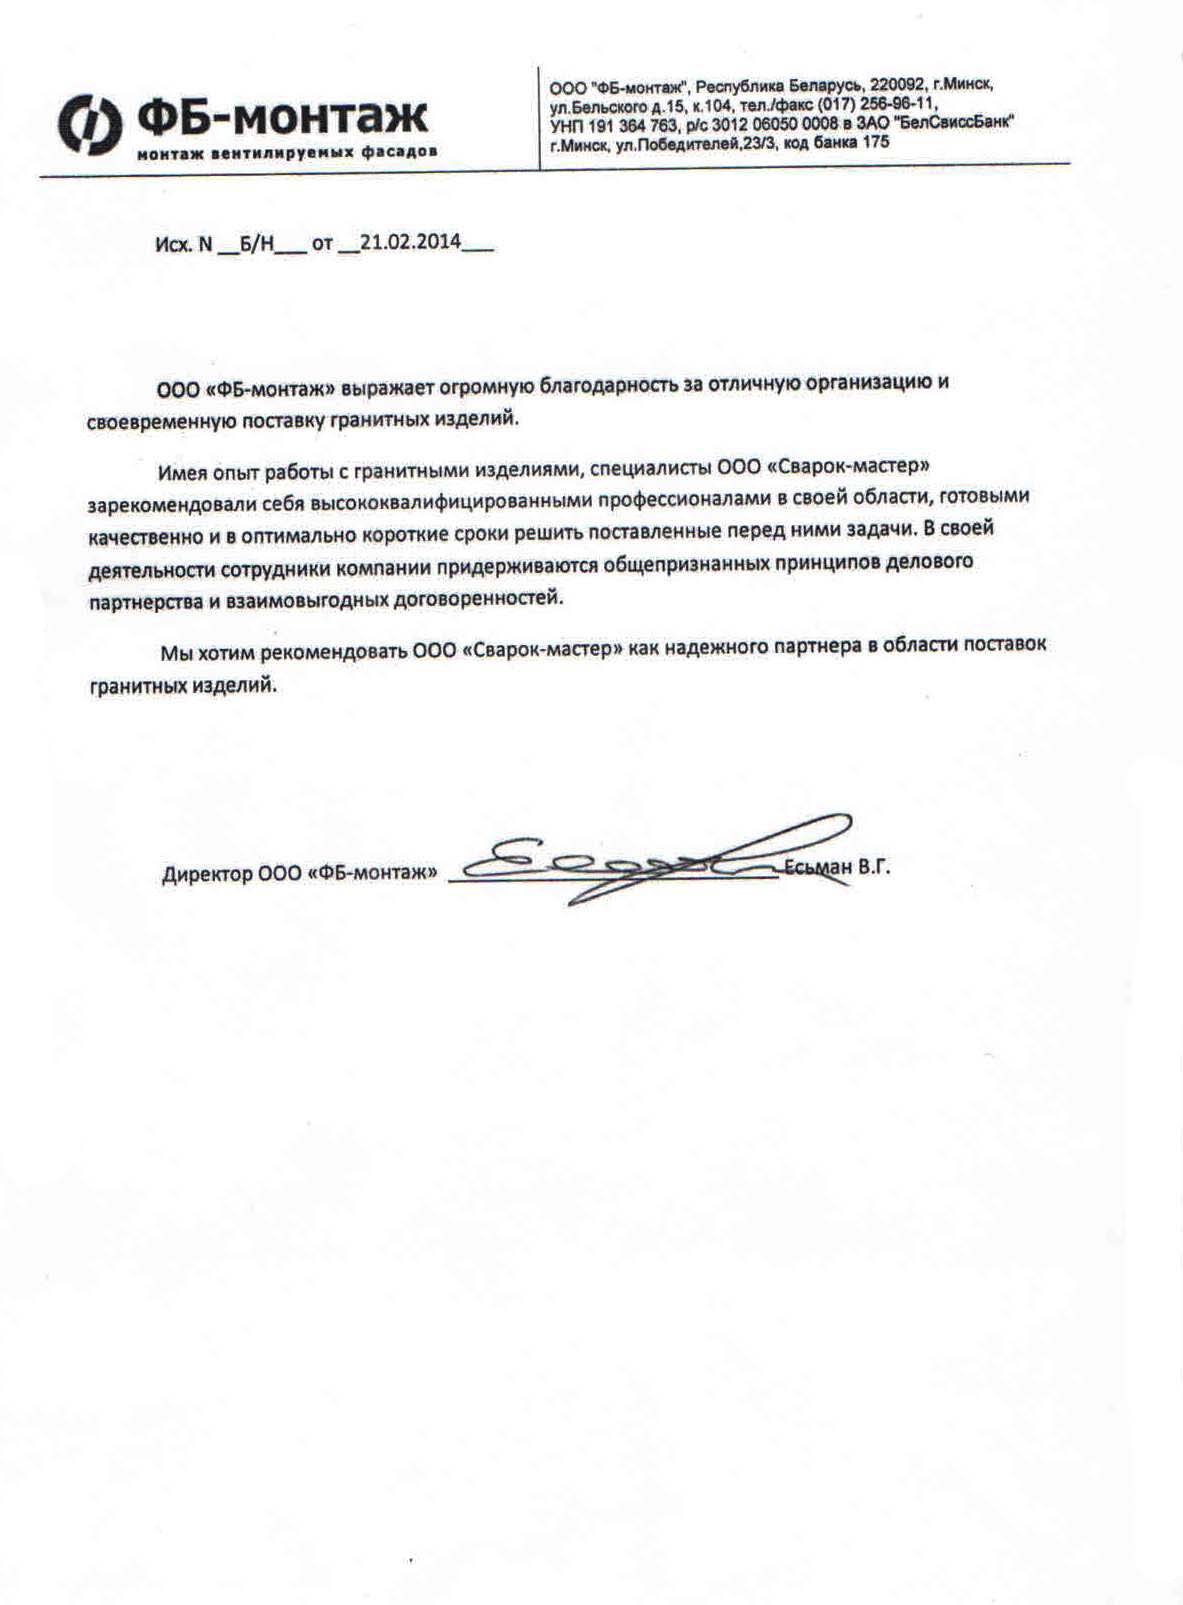 ФБ-монтаж
монтаж вентилируемых фасадов
ООО "ФБ-монтаж", Республика Беларусь, 220092, г.Минск,
ул.Бельского д.15, к.104, тел./факс (017) 256-96-11,
УНП 191 364 763, р/с 3012 06050 0008 в ЗАО "БелСвиссБанк"
г.Минск, ул.Победителей,23/3, код банка 175
Исх. N __Б/Н___ от __21.02.2014___
ООО «ФБ-монтаж» выражает огромную благодарность за отличную организацию и
своевременную поставку гранитных изделий.
Имея опыт работы с гранитными изделиями, специалисты ООО «Сварок-мастер»
зарекомендовали себя высококвалифицированными профессионалами в своей области, готовыми
качественно и в оптимально короткие сроки решить поставленные перед ними задачи. В своей
деятельности сотрудники компании придерживаются общепризнанных принципов делового
партнерства и взаимовыгодных договоренностей.
Мы хотим рекомендовать ООО «Сварок-мастер» как надежного партнера в области поставок
гранитных изделий.
Директор ООО «ФБ-монтаж» Есьман В.Г.